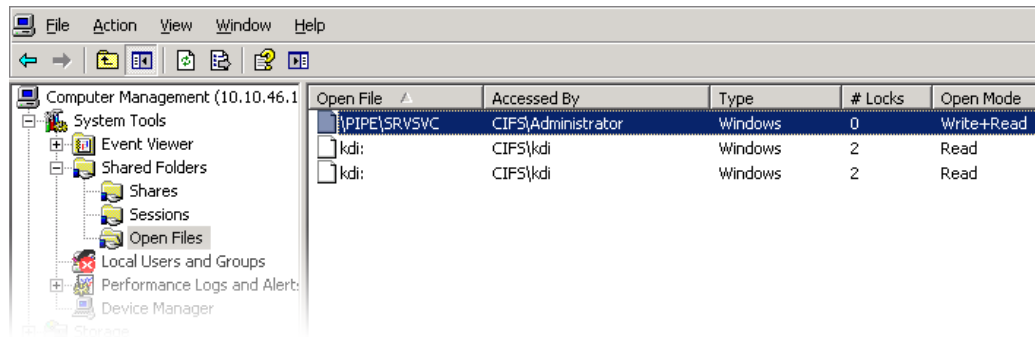 File Action View Window Help
Computer Management (10.10.46.1
System Tools
Event Viewer
Shared Folders
Shares
Sessions
Open Files
Local Users and Groups
Performance Logs and Alert
Device Manager
Storage
Open File Accessed By Type # Locks Open Mode
\PIPE\SRVSVC CIFS\Administrator Windows 0 Write+Read
kdi: CIFS\kdi Windows 2 Read
kdi: CIFS\kdi Windows 2 Read